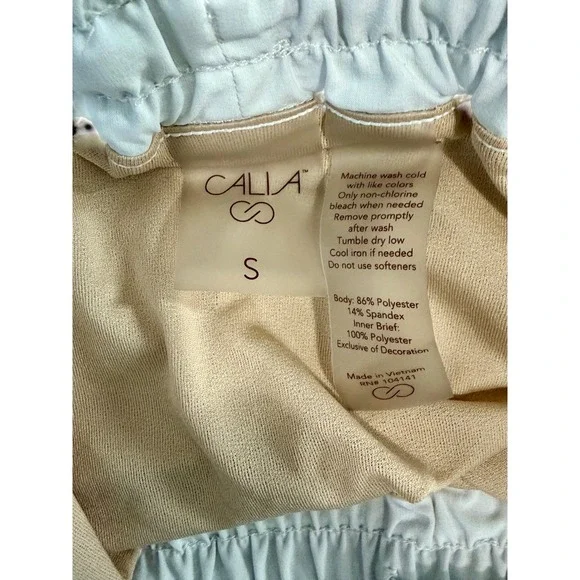 CALIA™
S
Machine wash cold
with like colors
Only non-chlorine
bleach when needed
Remove promptly
after wash
Tumble dry low
Cool iron if needed
Do not use softeners
Body: 86% Polyester
14% Spandex
Inner Brief:
100% Polyester
Exclusive of Decoration
Made in Vietnam
RN# 104141